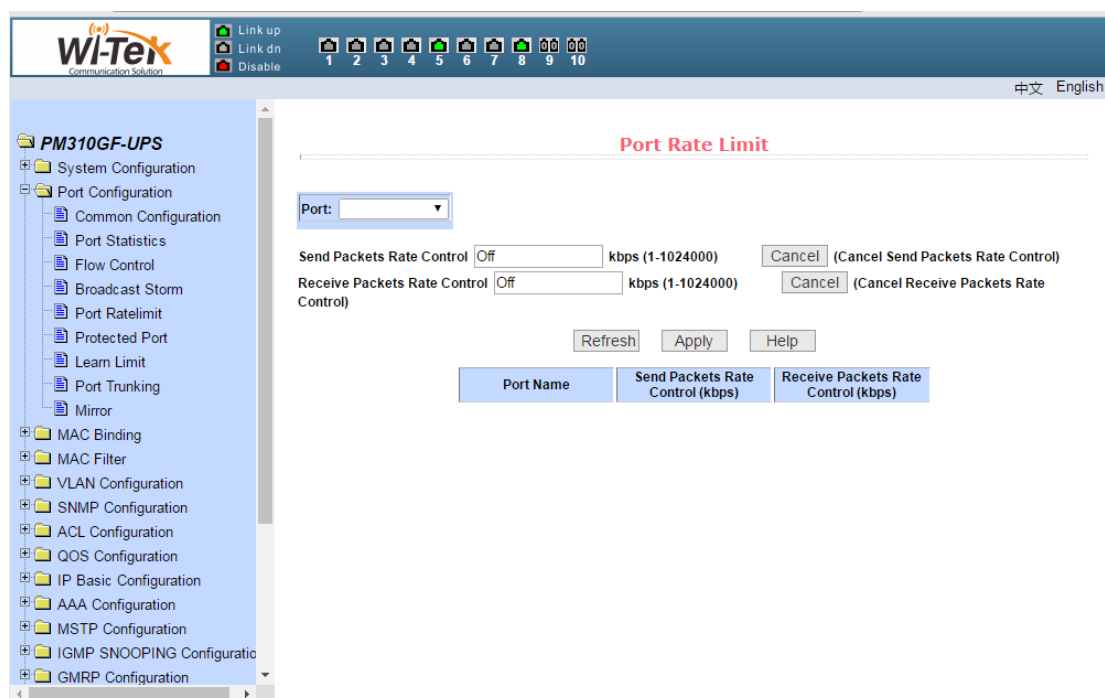 Wi-Tek
Communication Solution
Link up
Link dn
Disable
1 2 3 4 5 6 7 8 9 10
中文 English
PM310GF-UPS
System Configuration
Port Configuration
Common Configuration
Port Statistics
Flow Control
Broadcast Storm
Port Ratelimit
Protected Port
Learn Limit
Port Trunking
Mirror
MAC Binding
MAC Filter
VLAN Configuration
SNMP Configuration
ACL Configuration
QOS Configuration
IP Basic Configuration
AAA Configuration
MSTP Configuration
IGMP SNOOPING Configuratio
GMRP Configuration
Port Rate Limit
Port:
Send Packets Rate Control Off kbps (1-1024000) Cancel (Cancel Send Packets Rate Control)
Receive Packets Rate Control Off kbps (1-1024000) Cancel (Cancel Receive Packets Rate
Control)
Refresh Apply Help
Port Name
Send Packets Rate
Control (kbps)
Receive Packets Rate
Control (kbps)